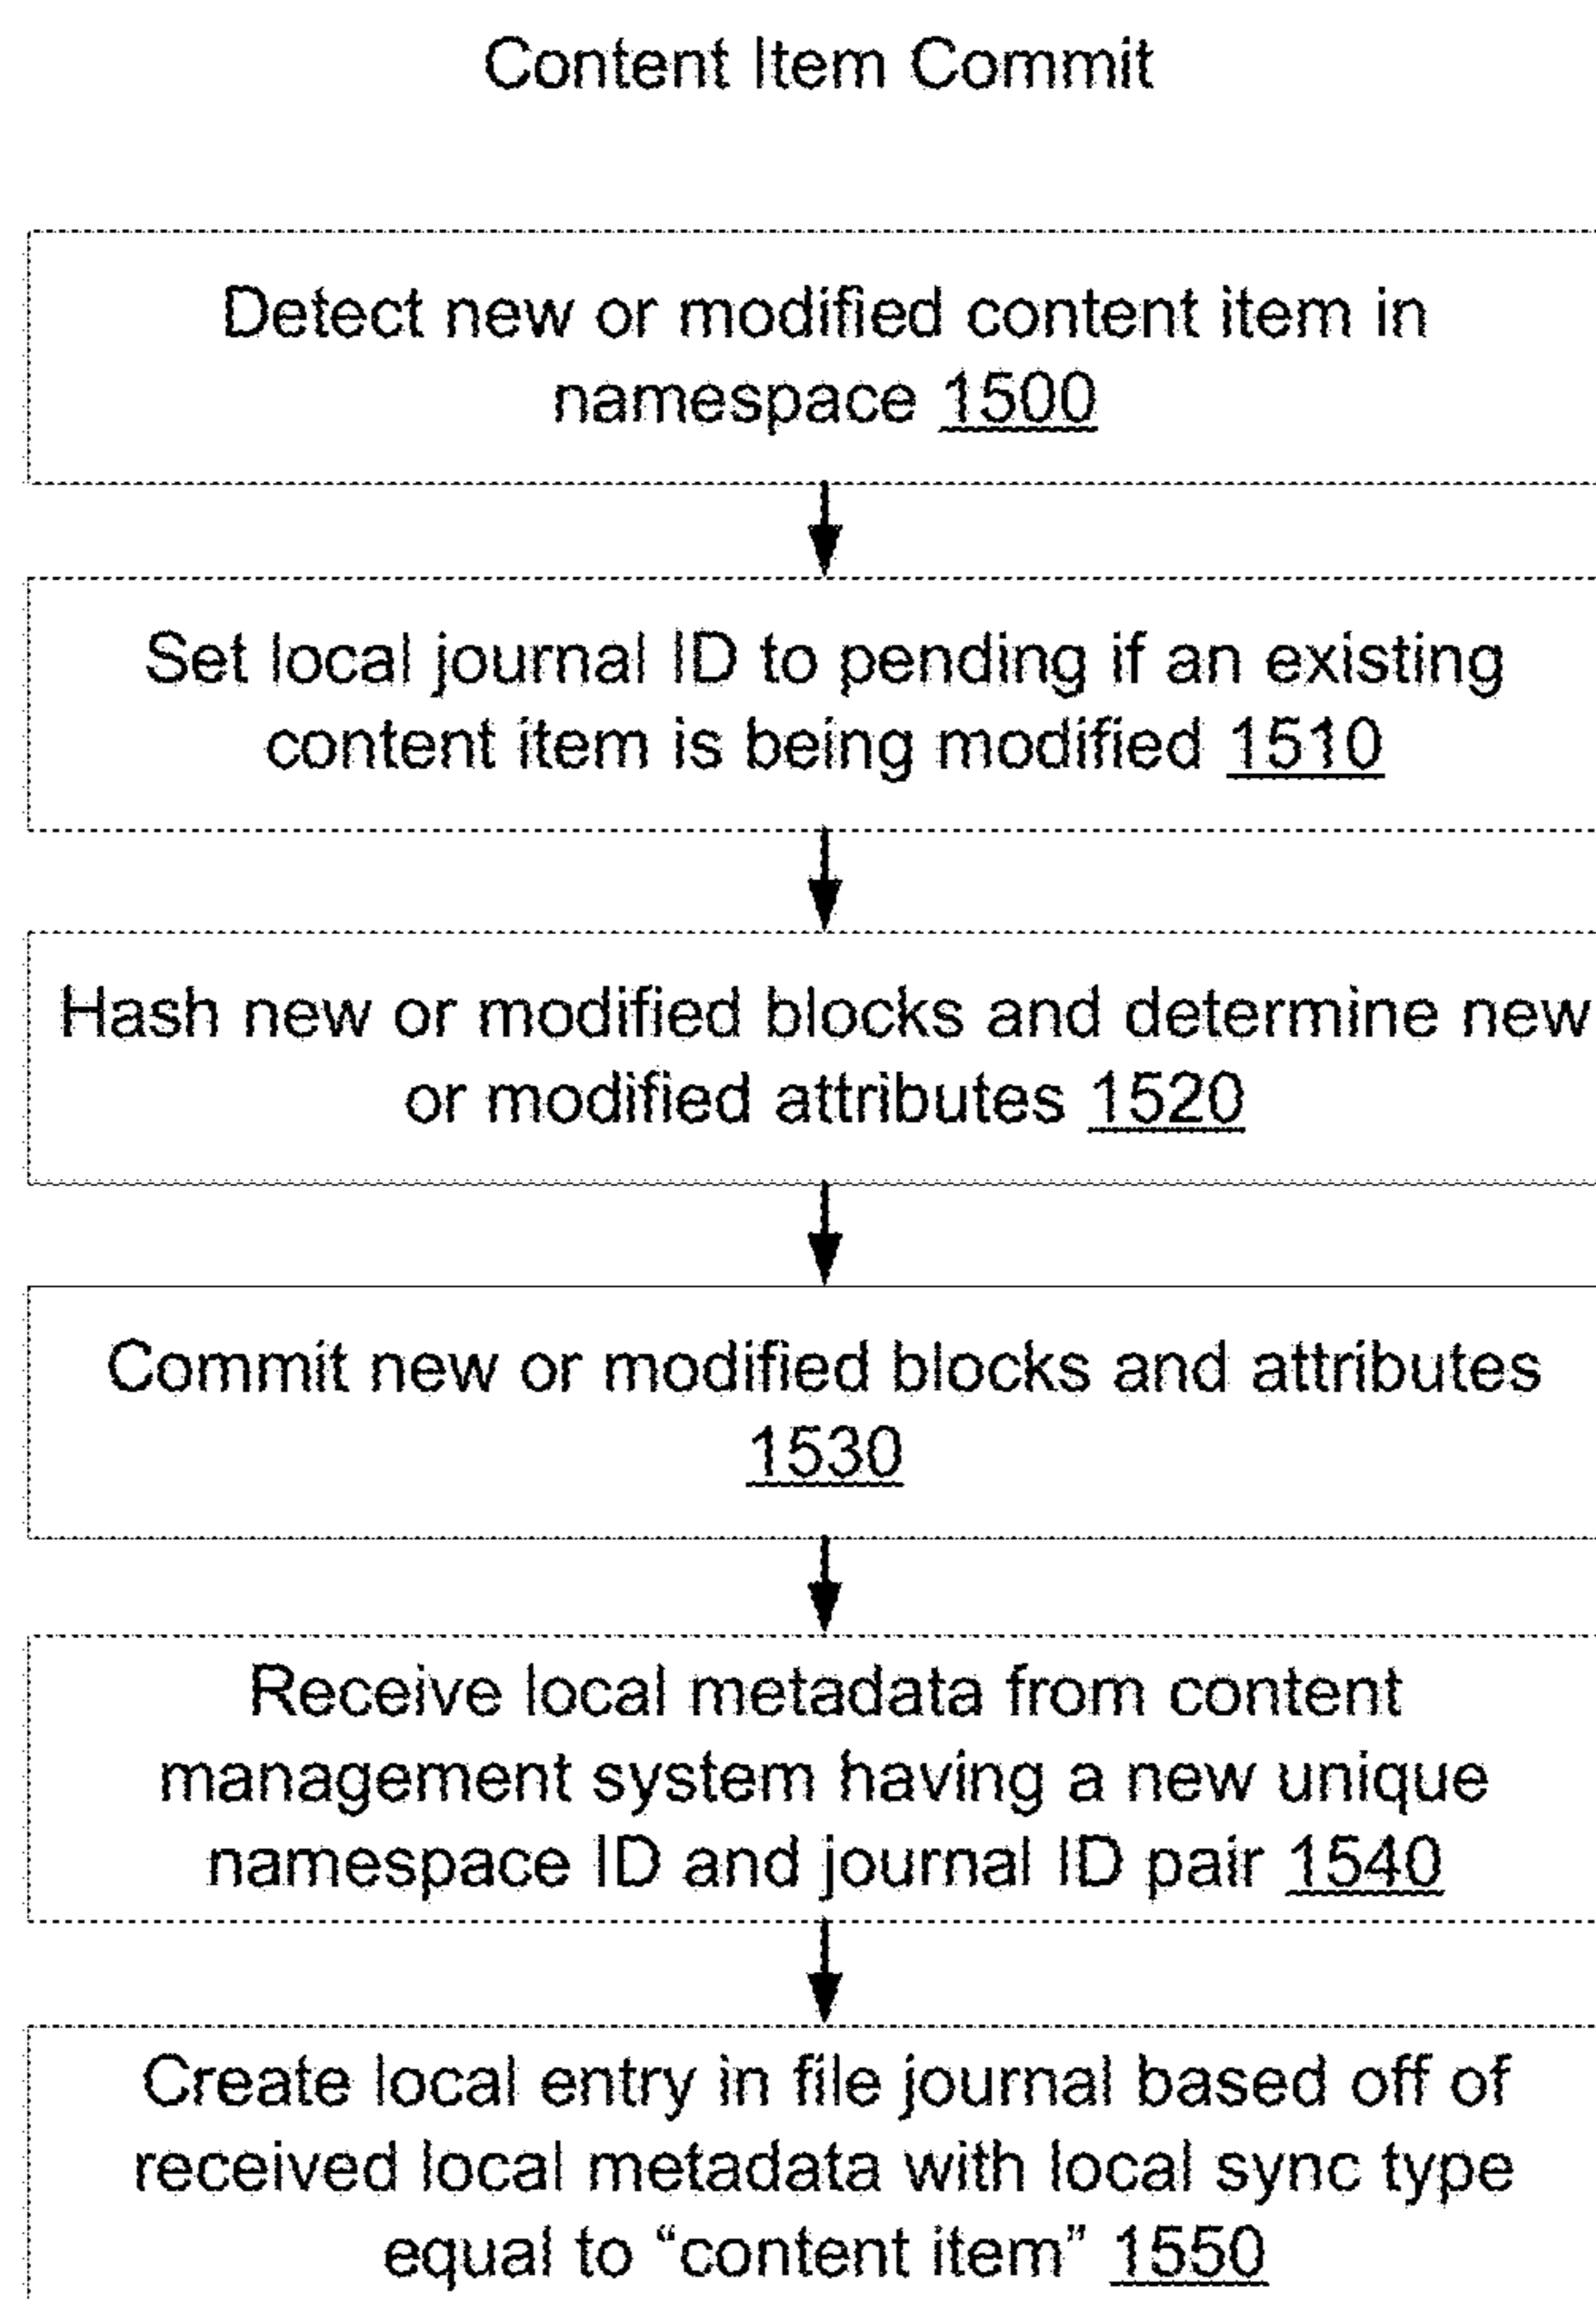 Content Item Commit
Detect new or modified content item in
namespace 1500
Set local journal ID to pending if an existing
content item is being modified 1510
Hash new or modified blocks and determine new
or modified attributes 1520
Commit new or modified blocks and attributes
1530
Receive local metadata from content
management system having a new unique
namespace ID and journal ID pair 1540
Create local entry in file journal based off of
received local metadata with local sync type
equal to “content item” 1550